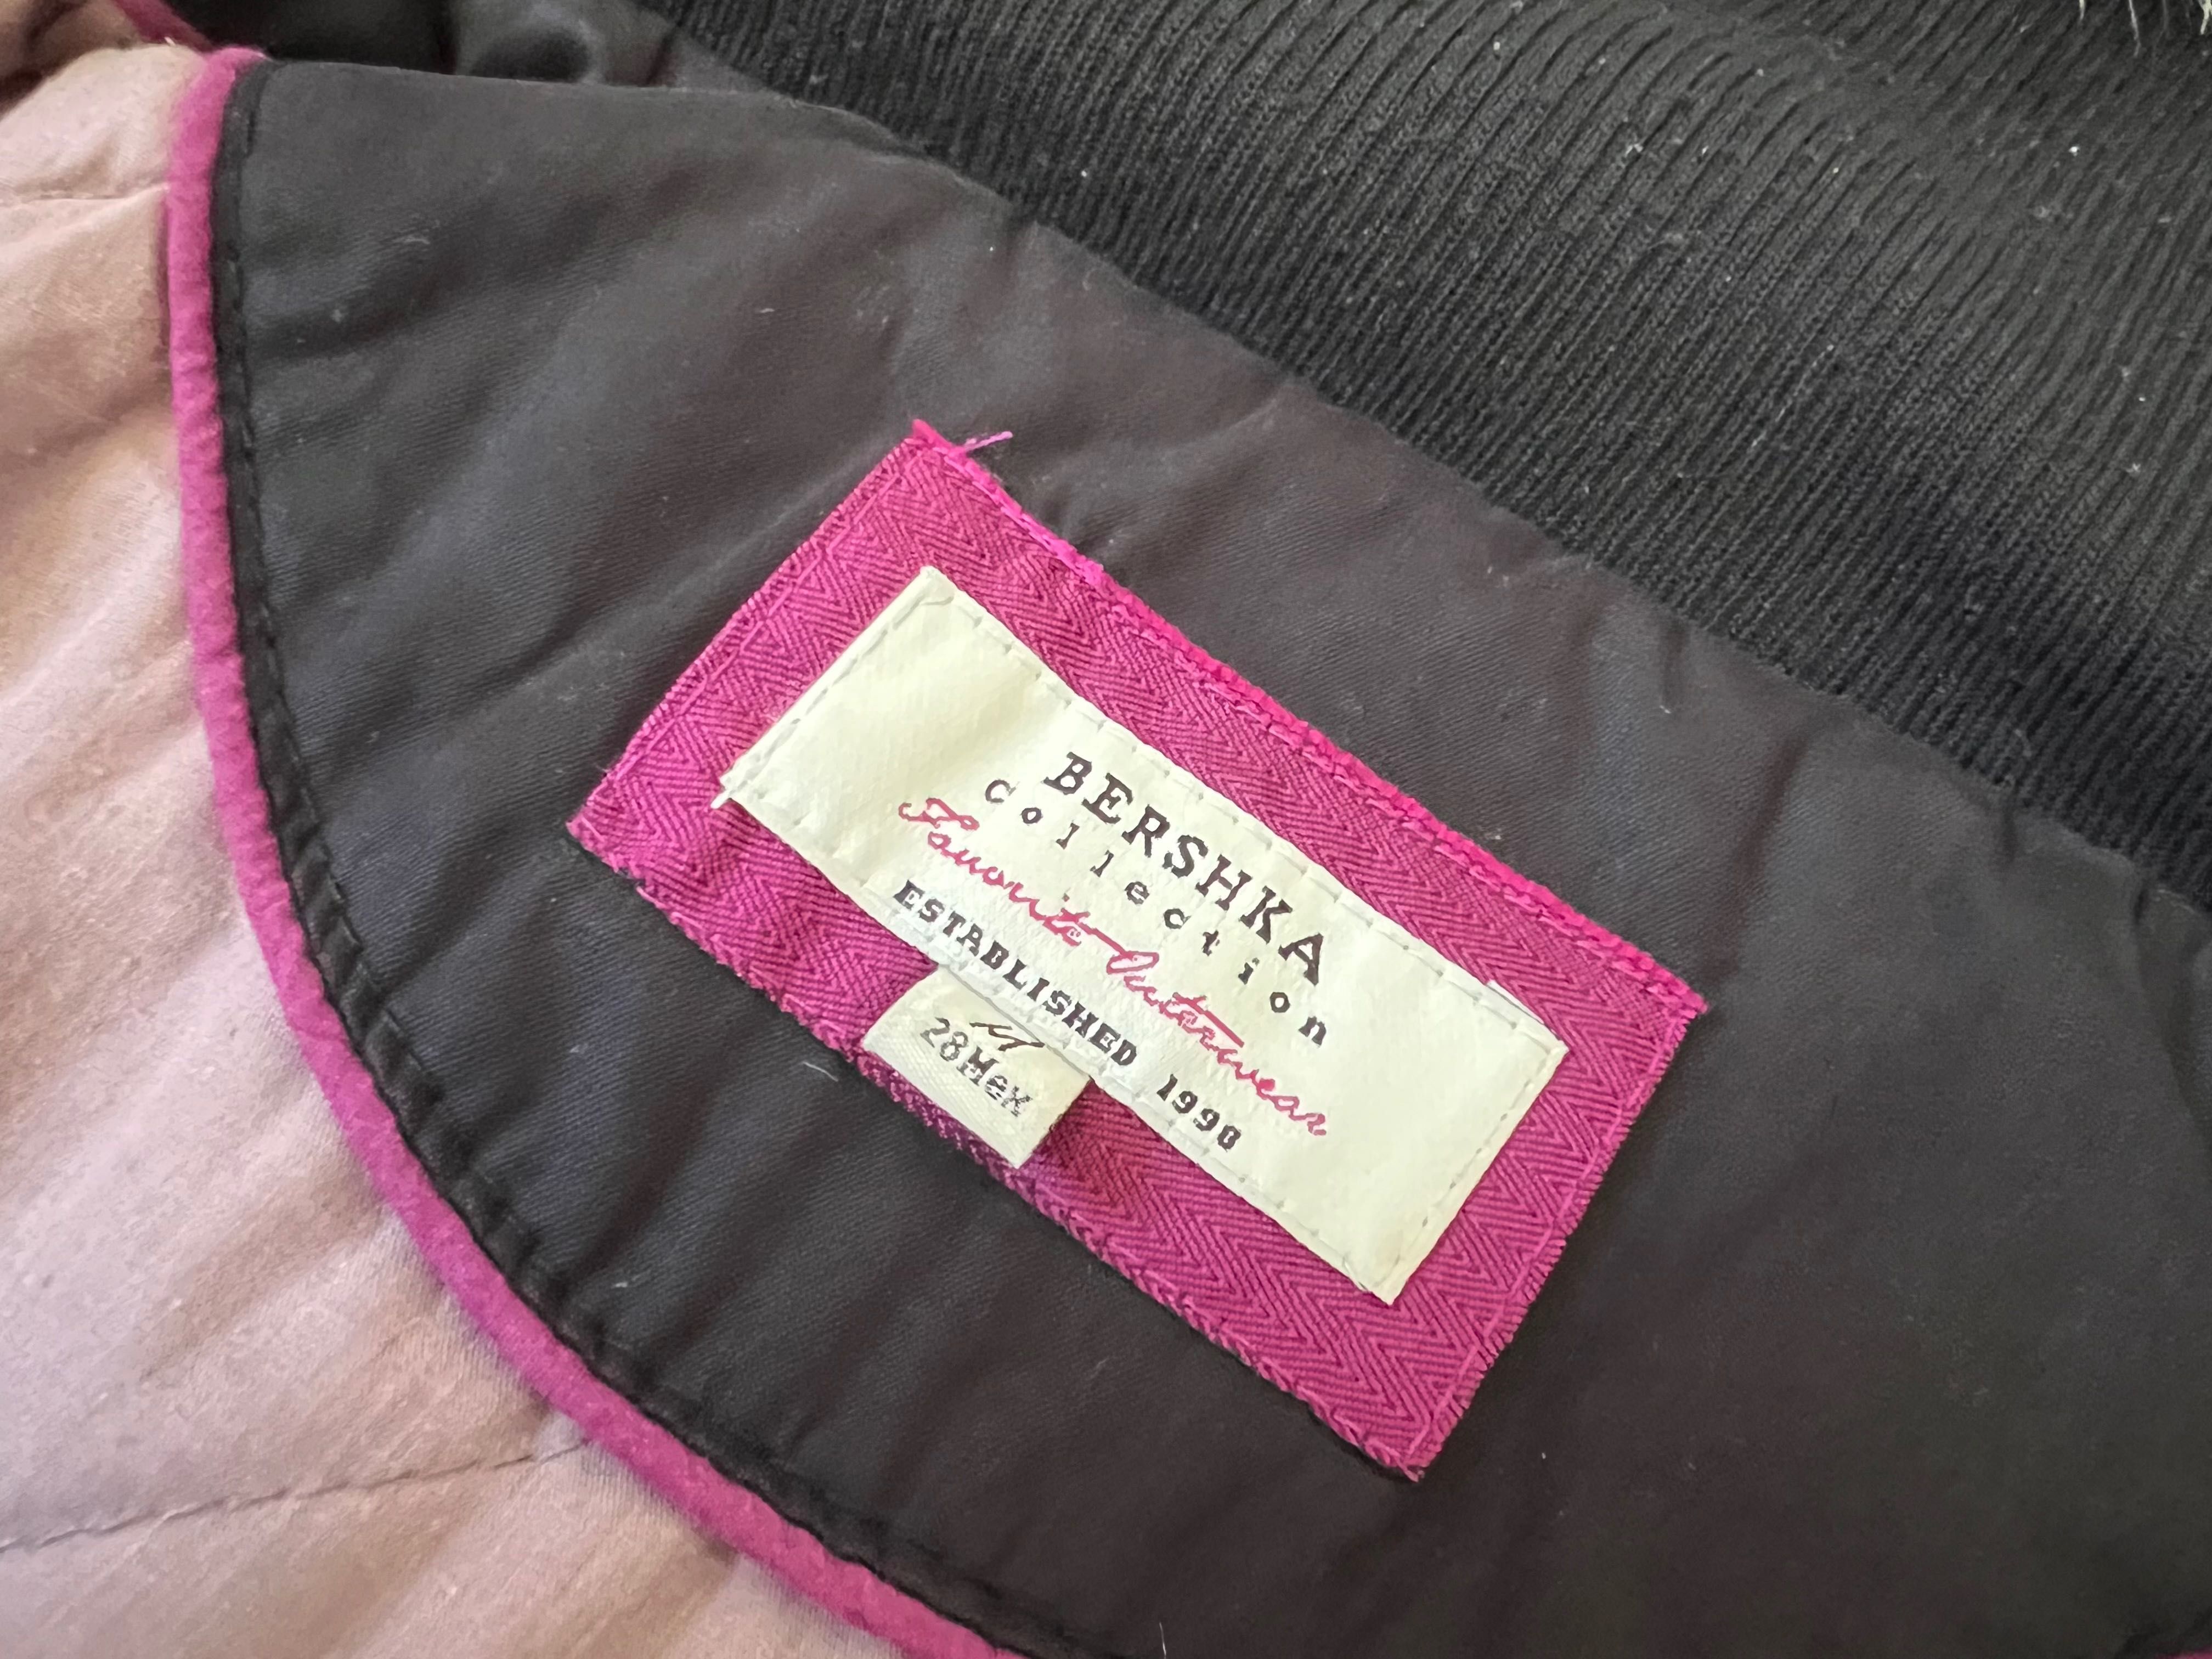 BERSHKA
Collection
Favourite Outerwear
ESTABLISHED 1998
M
28Mex